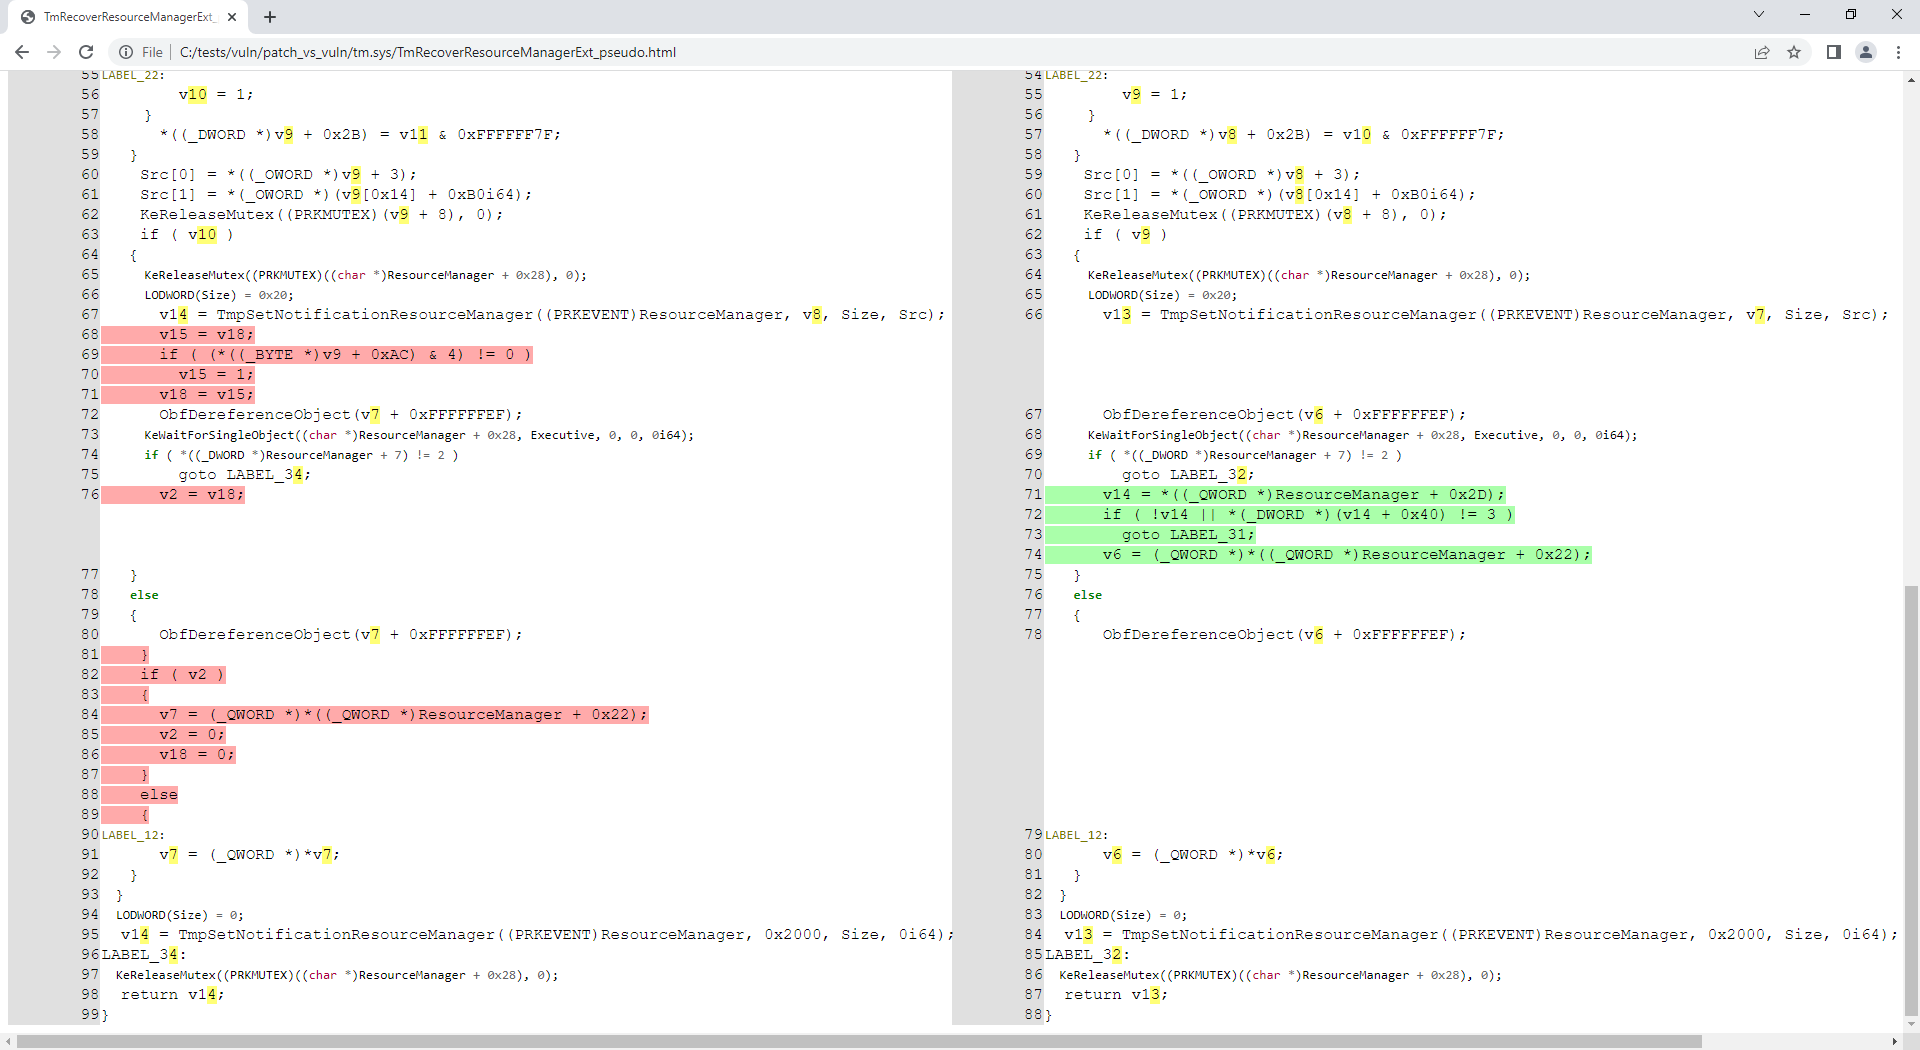 TmRecoverResourceManagerExt_
File
C:/tests/vuln/patch_vs_vuln/tm.sys/TmRecoverResourceManagerExt_pseudo.html
55 LABEL_22:
56 v10 = 1;
57 }
58 *((_DWORD *)v9 + 0x2B) = v11 & 0xFFFFFF7F;
59 }
60 Src[0] = *((_OWORD *)v9 + 3);
61 Src[1] = *(_OWORD *)(v9[0x14] + 0xB0i64);
62 KeReleaseMutex((PRKMUTEX)(v9 + 8), 0);
63 if ( v10 )
64 {
65 KeReleaseMutex((PRKMUTEX)((char *)ResourceManager + 0x28), 0);
66 LODWORD(Size) = 0x20;
67 v14 = TmpSetNotificationResourceManager((PRKEVENT)ResourceManager, v8, Size, Src);
68 v15 = v18;
69 if ( (*((_BYTE *)v9 + 0xAC) & 4) != 0 )
70 v15 = 1;
71 v18 = v15;
72 ObfDereferenceObject(v7 + 0xFFFFFFEF);
73 KeWaitForSingleObject((char *)ResourceManager + 0x28, Executive, 0, 0, 0i64);
74 if ( *((_DWORD *)ResourceManager + 7) != 2 )
75 goto LABEL_34;
76 v2 = v18;
77 }
78 else
79 {
80 ObfDereferenceObject(v7 + 0xFFFFFFEF);
81 }
82 if ( v2 )
83 {
84 v7 = (_QWORD *)*((_QWORD *)ResourceManager + 0x22);
85 v2 = 0;
86 v18 = 0;
87 }
88 else
89 {
90 LABEL_12:
91 v7 = (_QWORD *)*v7;
92 }
93 }
94 LODWORD(Size) = 0;
95 v14 = TmpSetNotificationResourceManager((PRKEVENT)ResourceManager, 0x2000, Size, 0i64);
96 LABEL_34:
97 KeReleaseMutex((PRKMUTEX)((char *)ResourceManager + 0x28), 0);
98 return v14;
99 }
54 LABEL_22:
55 v9 = 1;
56 }
57 *((_DWORD *)v8 + 0x2B) = v10 & 0xFFFFFF7F;
58 }
59 Src[0] = *((_OWORD *)v8 + 3);
60 Src[1] = *(_OWORD *)(v8[0x14] + 0xB0i64);
61 KeReleaseMutex((PRKMUTEX)(v8 + 8), 0);
62 if ( v9 )
63 {
64 KeReleaseMutex((PRKMUTEX)((char *)ResourceManager + 0x28), 0);
65 LODWORD(Size) = 0x20;
66 v13 = TmpSetNotificationResourceManager((PRKEVENT)ResourceManager, v7, Size, Src);
67 ObfDereferenceObject(v6 + 0xFFFFFFEF);
68 KeWaitForSingleObject((char *)ResourceManager + 0x28, Executive, 0, 0, 0i64);
69 if ( *((_DWORD *)ResourceManager + 7) != 2 )
70 goto LABEL_32;
71 v14 = *((_QWORD *)ResourceManager + 0x2D);
72 if ( !v14 || *(_DWORD *)(v14 + 0x40) != 3 )
73 goto LABEL_31;
74 v6 = (_QWORD *)*((_QWORD *)ResourceManager + 0x22);
75 }
76 else
77 {
78 ObfDereferenceObject(v6 + 0xFFFFFFEF);
79 LABEL_12:
80 v6 = (_QWORD *)*v6;
81 }
82 }
83 LODWORD(Size) = 0;
84 v13 = TmpSetNotificationResourceManager((PRKEVENT)ResourceManager, 0x2000, Size, 0i64);
85 LABEL_32:
86 KeReleaseMutex((PRKMUTEX)((char *)ResourceManager + 0x28), 0);
87 return v13;
88 }